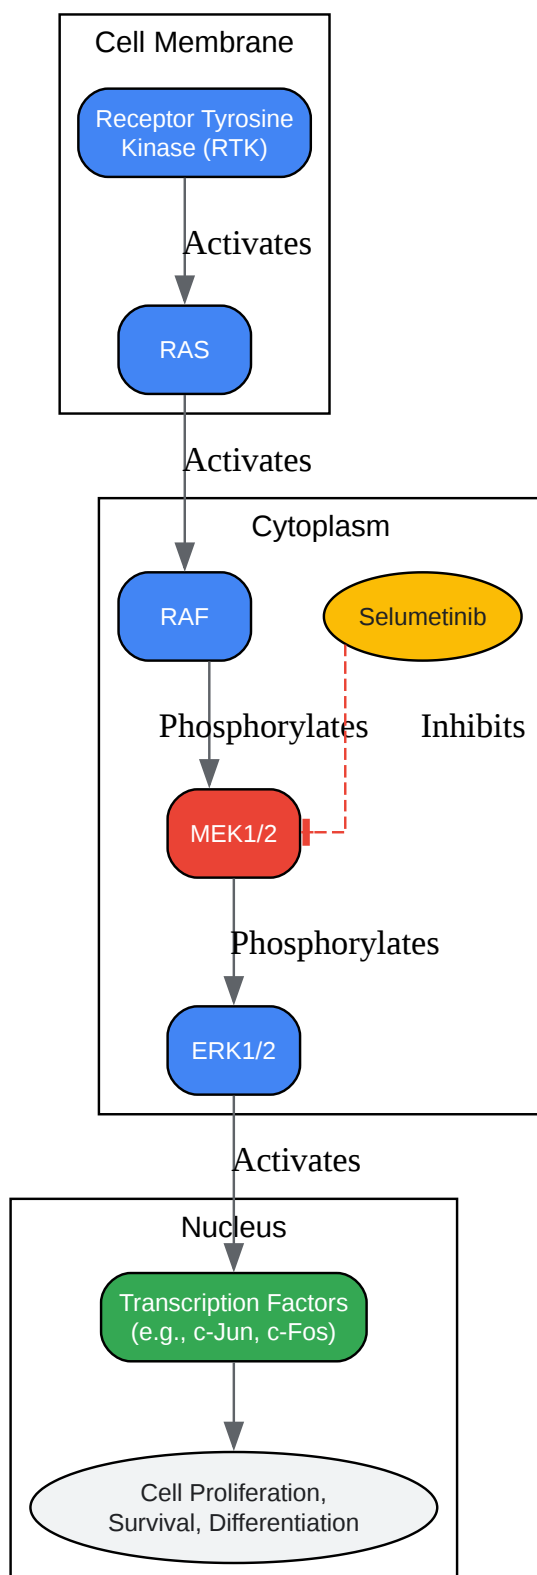 Cell Membrane
Receptor Tyrosine
Kinase (RTK)
Activates
RAS
Activates
Cytoplasm
RAF
Selumetinib
Phosphorylates
Inhibits
MEK1/2
Phosphorylates
ERK1/2
Activates
Nucleus
Transcription Factors
(e.g., c-Jun, c-Fos)
Cell Proliferation,
Survival, Differentiation